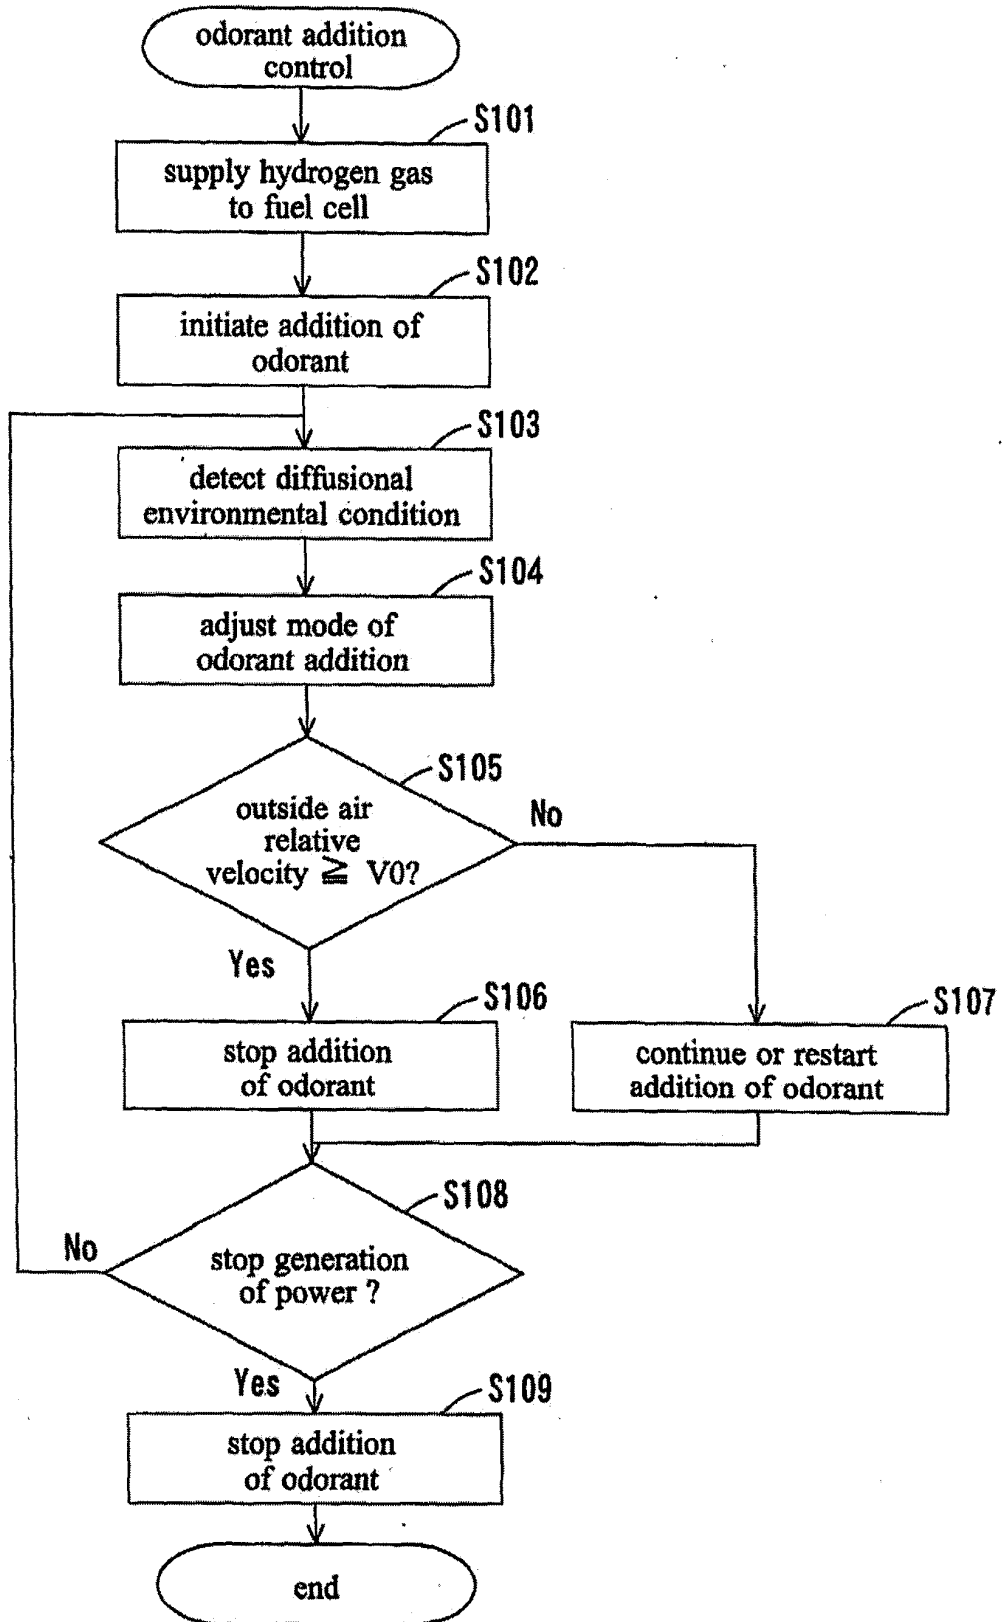 odorant addition
control
S101
supply hydrogen gas
to fuel cell
S102
initiate addition of
odorant
S103
detect diffusional
environmental condition
S104
adjust mode of
odorant addition
S105
outside air
relative
velocity ≧ V0?
No
Yes
S106
stop addition
of odorant
S107
continue or restart
addition of odorant
S108
No
stop generation
of power ?
Yes
S109
stop addition
of odorant
end